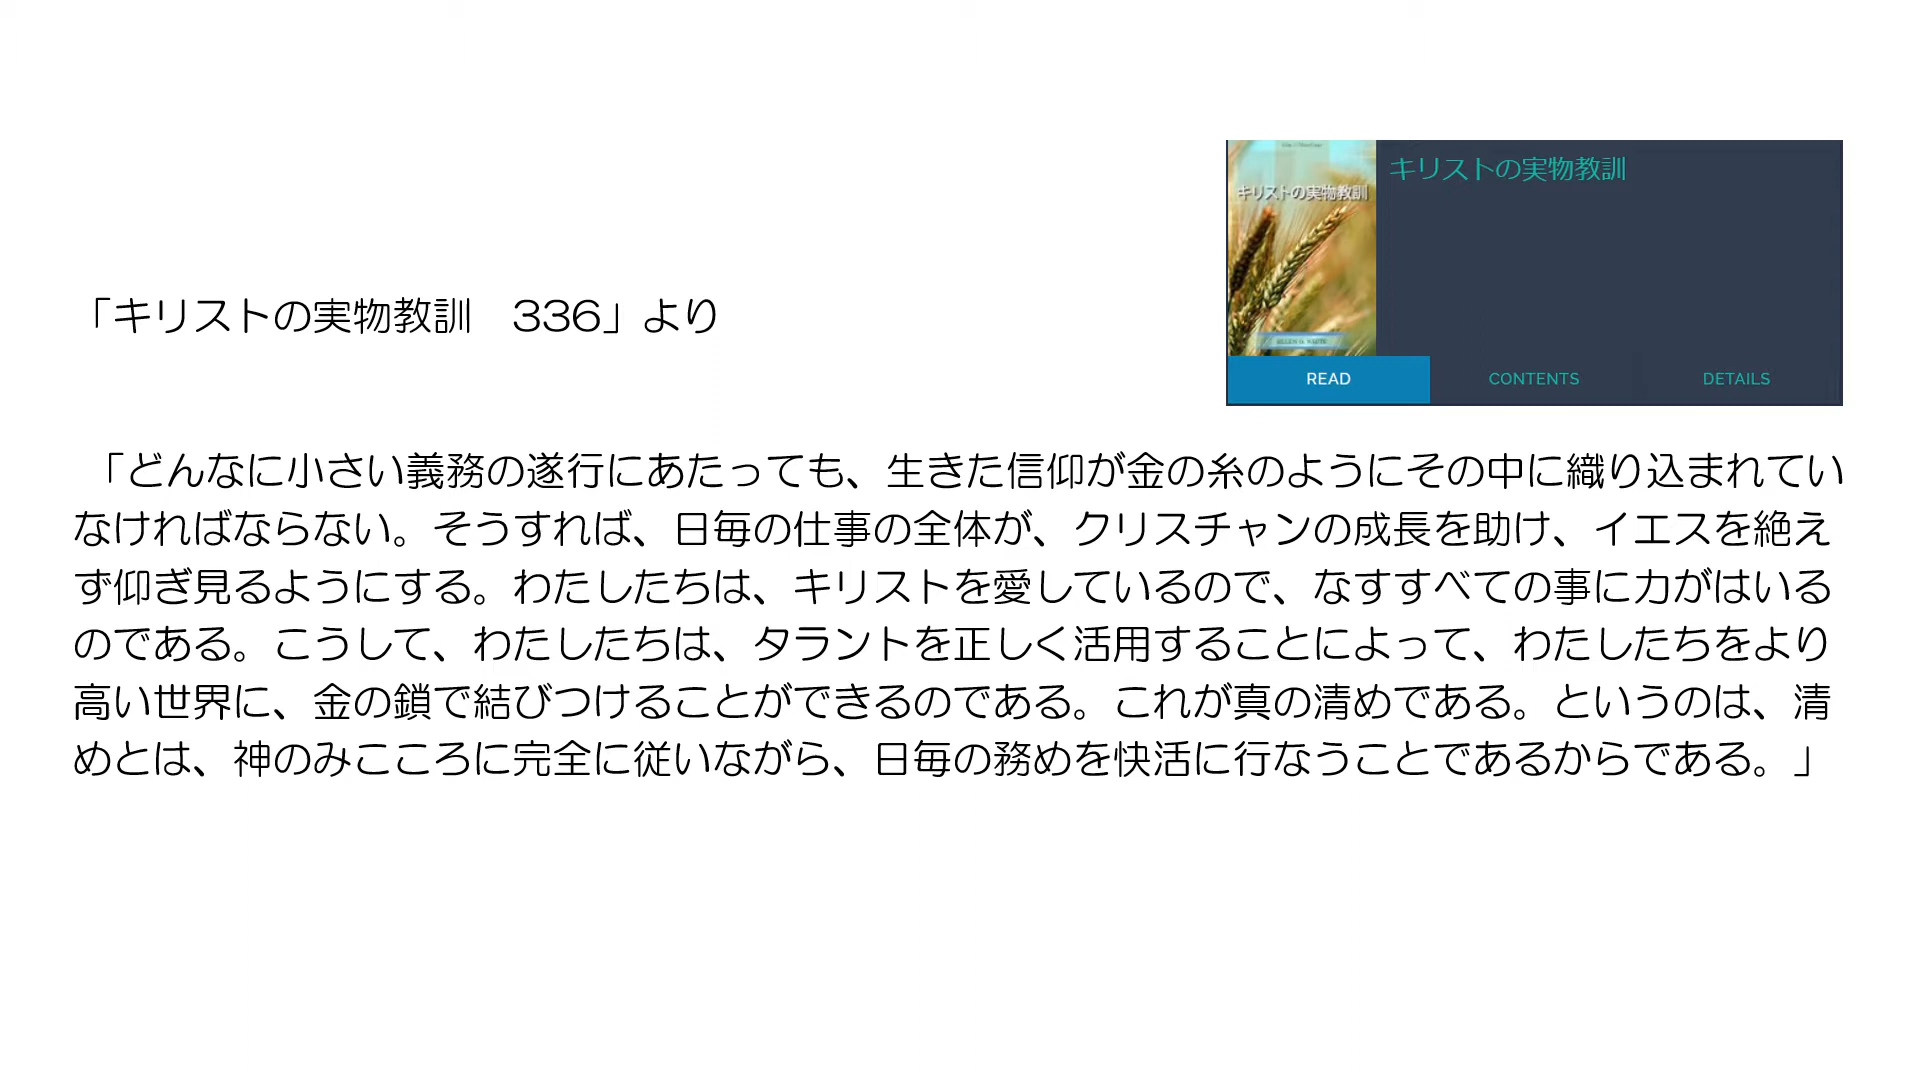 キリストの実物教訓
キリストの実物教訓
ELLEN G. WHITE
READ
CONTENTS
DETAILS
「キリストの実物教訓　336」より
「どんなに小さい義務の遂行にあたっても、生きた信仰が金の糸のようにその中に織り込まれてい
なければならない。そうすれば、日毎の仕事の全体が、クリスチャンの成長を助け、イエスを絶え
ず仰ぎ見るようにする。わたしたちは、キリストを愛しているので、なすすべての事に力がはいる
のである。こうして、わたしたちは、タラントを正しく活用することによって、わたしたちをより
高い世界に、金の鎖で結びつけることができるのである。これが真の清めである。というのは、清
めとは、神のみこころに完全に従いながら、日毎の務めを快活に行なうことであるからである。」